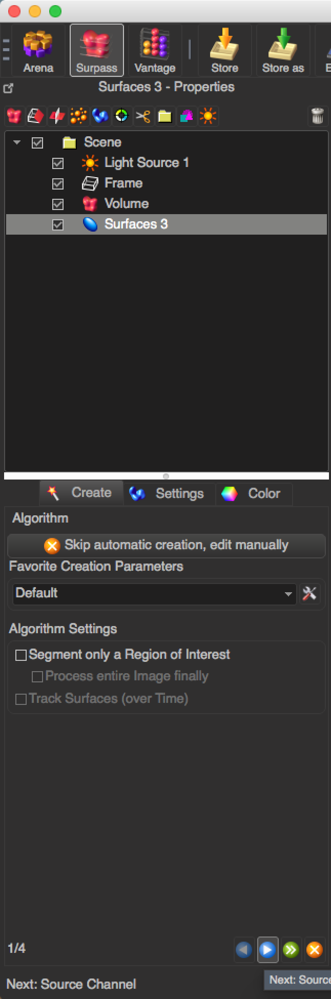 Arena Surpass Vantage Store Store as
Surfaces 3 - Properties
Scene
Light Source 1
Frame
Volume
Surfaces 3
Create Settings Color
Algorithm
Skip automatic creation, edit manually
Favorite Creation Parameters
Default
Algorithm Settings
Segment only a Region of Interest
Process entire Image finally
Track Surfaces (over Time)
1/4
Next: Source Channel
Next: Source